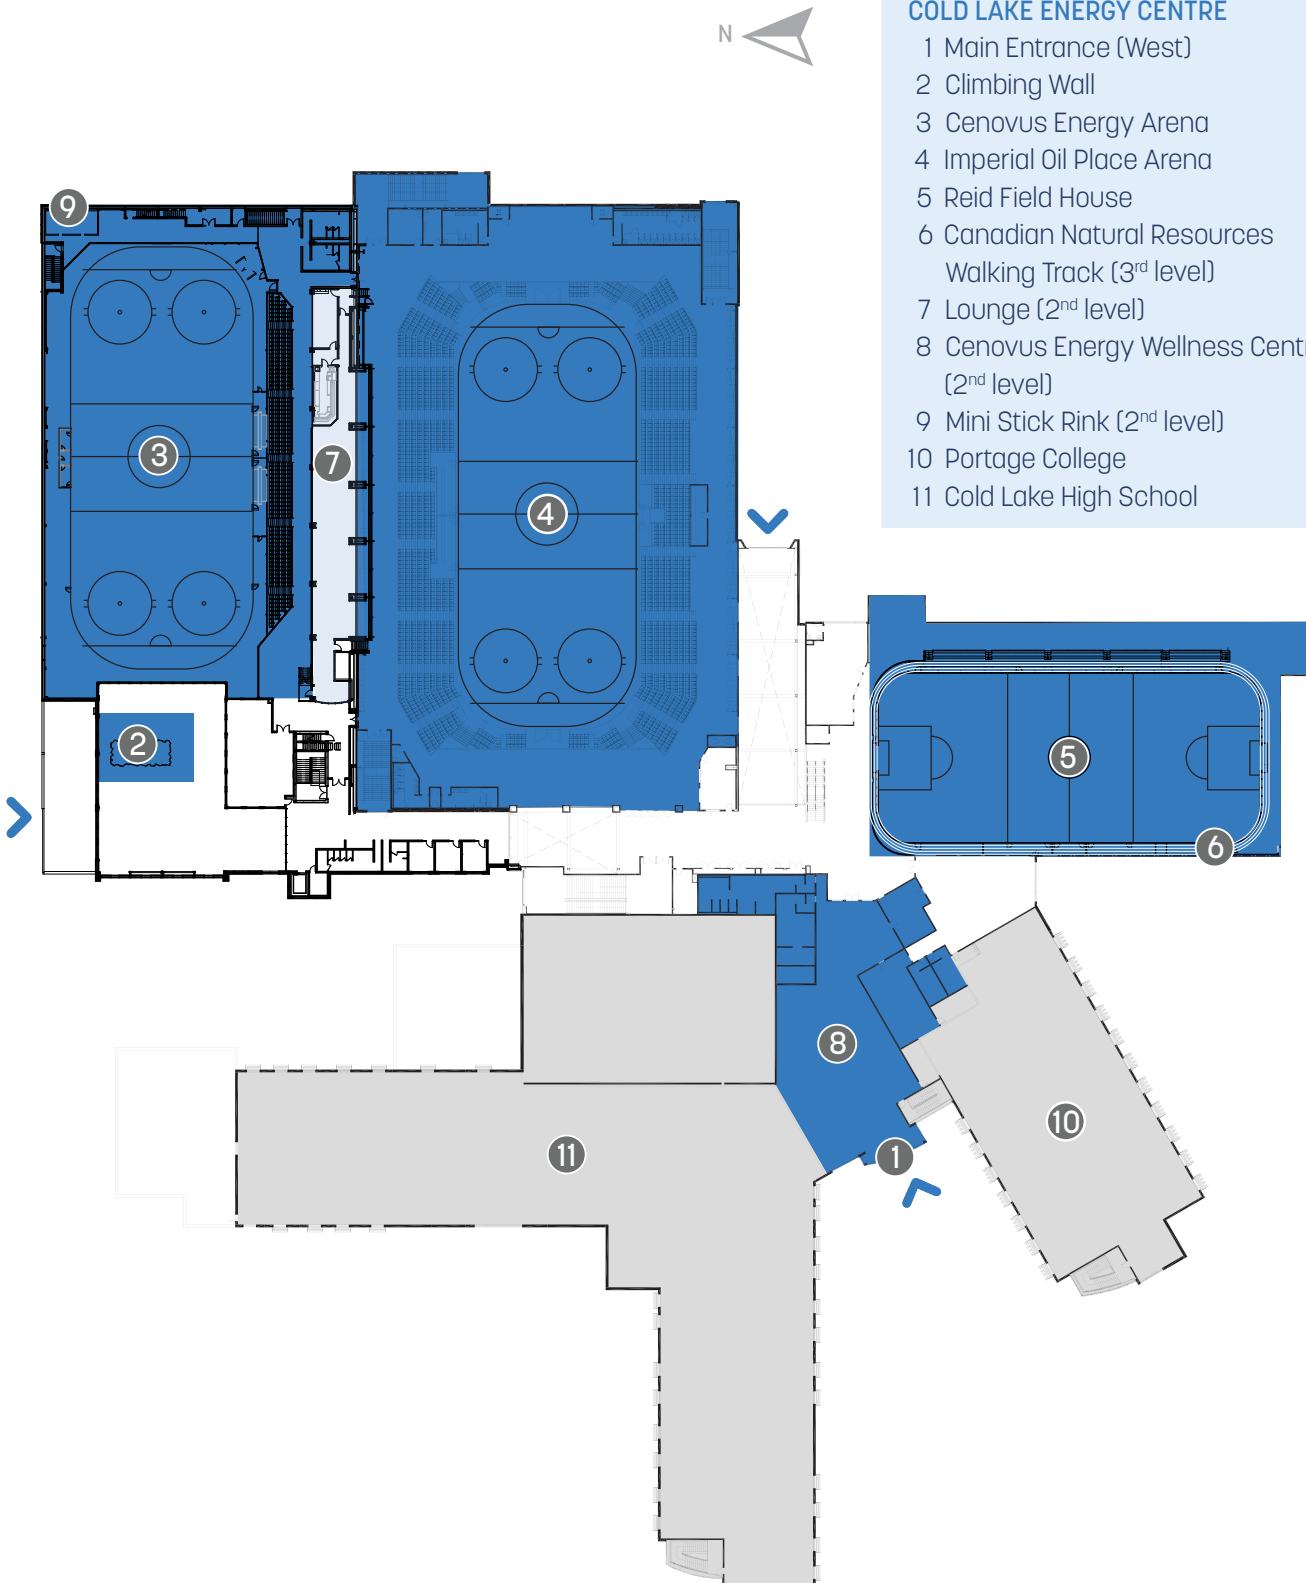 COLD LAKE ENERGY CENTRE
1 Main Entrance (West)
2 Climbing Wall
3 Cenovus Energy Arena
4 Imperial Oil Place Arena
5 Reid Field House
6 Canadian Natural Resources
Walking Track (3rd level)
7 Lounge (2nd level)
8 Cenovus Energy Wellness Cent
(2nd level)
9 Mini Stick Rink (2nd level)
10 Portage College
11 Cold Lake High School
N
9
3
7
4
2
5
6
8
11
1
10